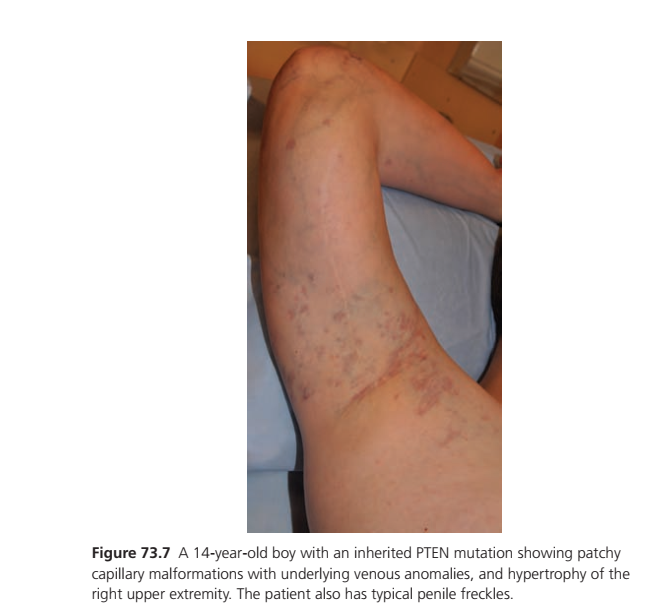 Figure 73.7 A 14-year-old boy with an inherited PTEN mutation showing patchy
capillary malformations with underlying venous anomalies, and hypertrophy of the
right upper extremity. The patient also has typical penile freckles.